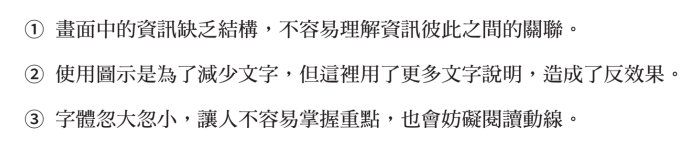 ① 畫面中的資訊缺乏結構，不容易理解資訊彼此之間的關聯。
② 使用圖示是為了減少文字，但這裡用了更多文字說明，造成了反效果。
③ 字體忽大忽小，讓人不容易掌握重點，也會妨礙閱讀動線。